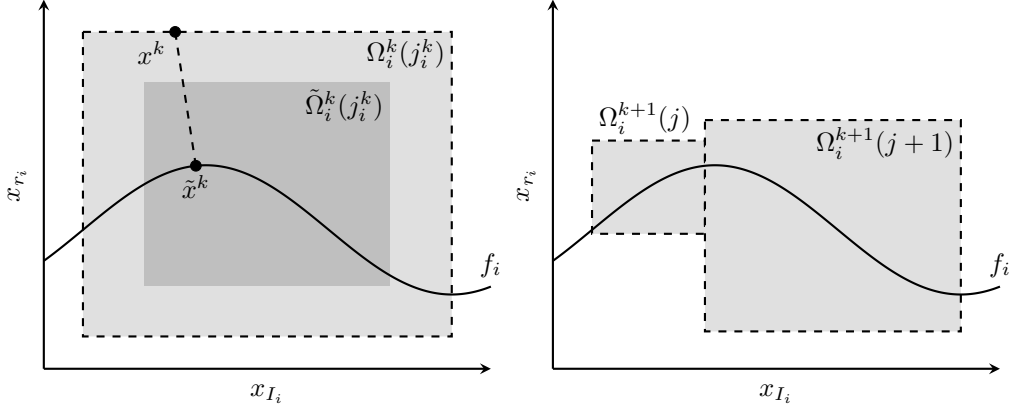 x^k
Ω_i^k(j_i^k)
Ω̃_i^k(j_i^k)
x̃^k
x_{r_i}
f_i
x_{I_i}
Ω_i^{k+1}(j)
Ω_i^{k+1}(j + 1)
x_{r_i}
f_i
x_{I_i}